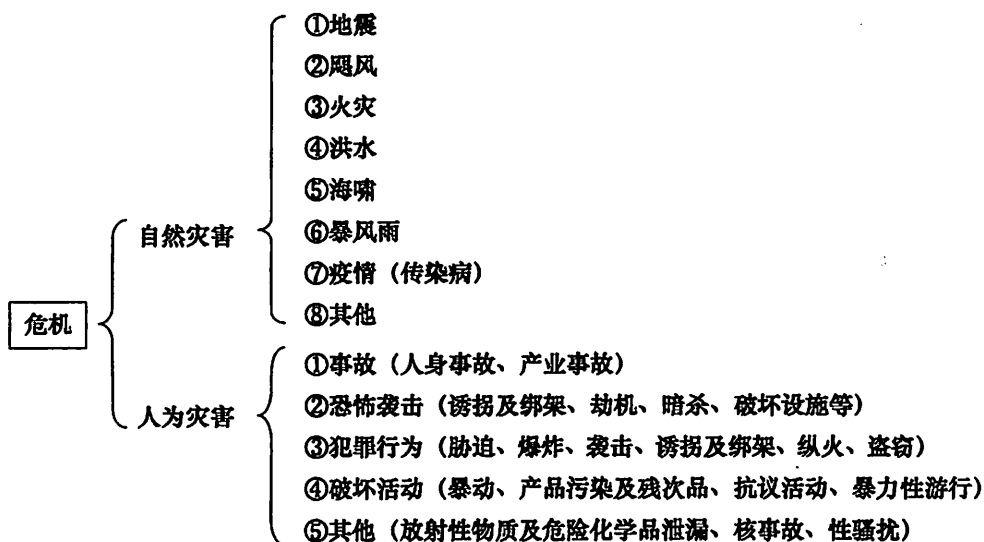 危机
自然灾害
①地震
②飓风
③火灾
④洪水
⑤海啸
⑥暴风雨
⑦疫情（传染病）
⑧其他
人为灾害
①事故（人身事故、产业事故）
②恐怖袭击（诱拐及绑架、劫机、暗杀、破坏设施等）
③犯罪行为（胁迫、爆炸、袭击、诱拐及绑架、纵火、盗窃）
④破坏活动（暴动、产品污染及残次品、抗议活动、暴力性游行）
⑤其他（放射性物质及危险化学品泄漏、核事故、性骚扰）